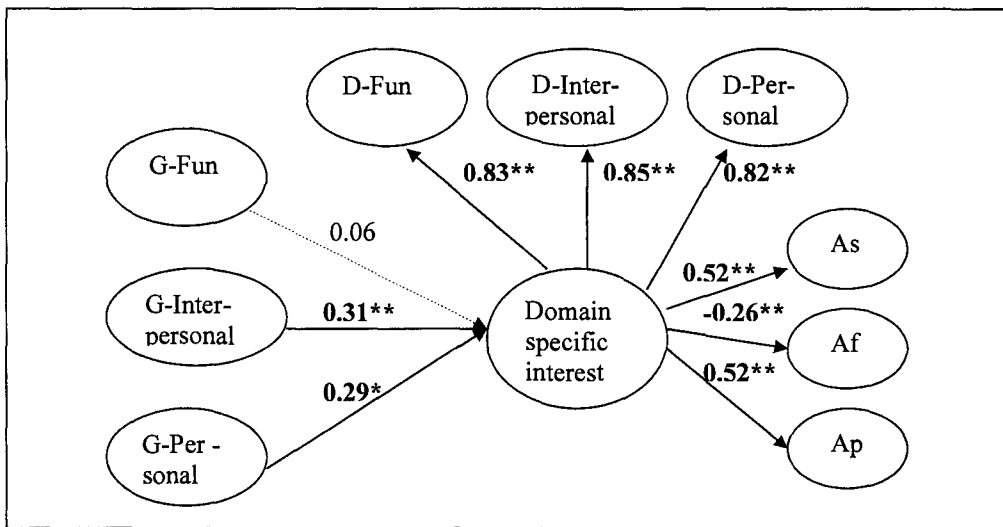 D-Fun
D-Inter-
personal
D-Per-
sonal
G-Fun
0.83**
0.85**
0.82**
0.06
As
0.52**
G-Inter-
personal
0.31**
Domain
specific
interest
-0.26**
Af
0.29*
0.52**
G-Per -
sonal
Ap